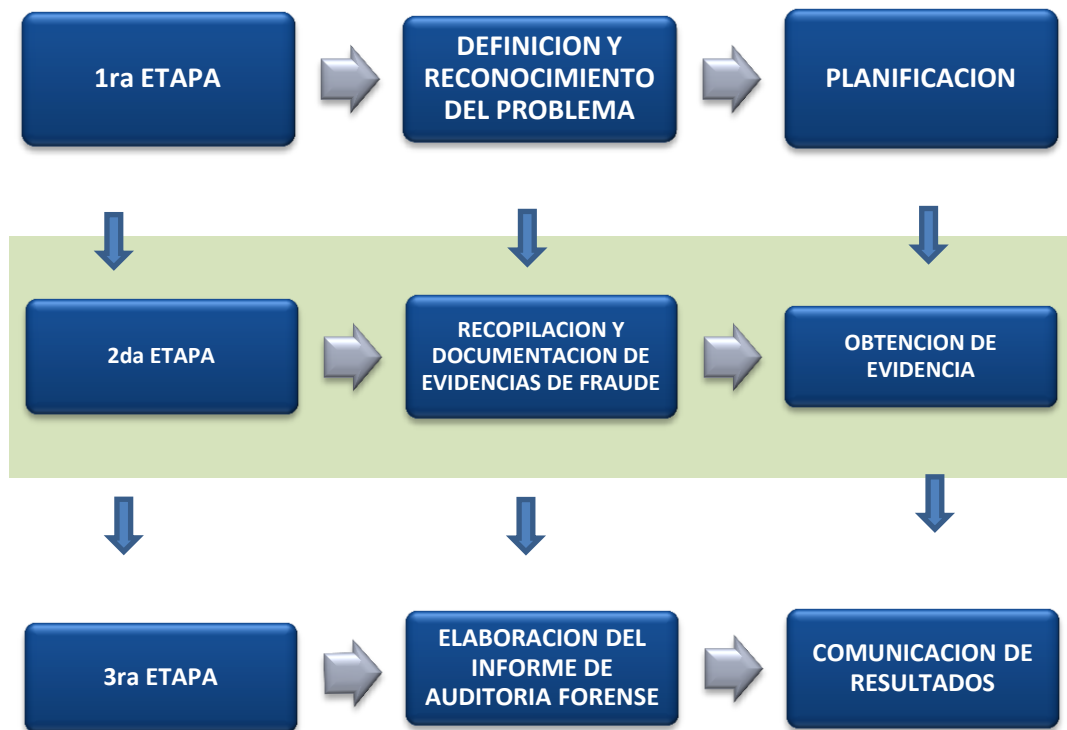 1ra ETAPA
DEFINICION Y
RECONOCIMIENTO
DEL PROBLEMA
PLANIFICACION
2da ETAPA
RECOPILACION Y
DOCUMENTACION DE
EVIDENCIAS DE FRAUDE
OBTENCION DE
EVIDENCIA
3ra ETAPA
ELABORACION DEL
INFORME DE
AUDITORIA FORENSE
COMUNICACION DE
RESULTADOS